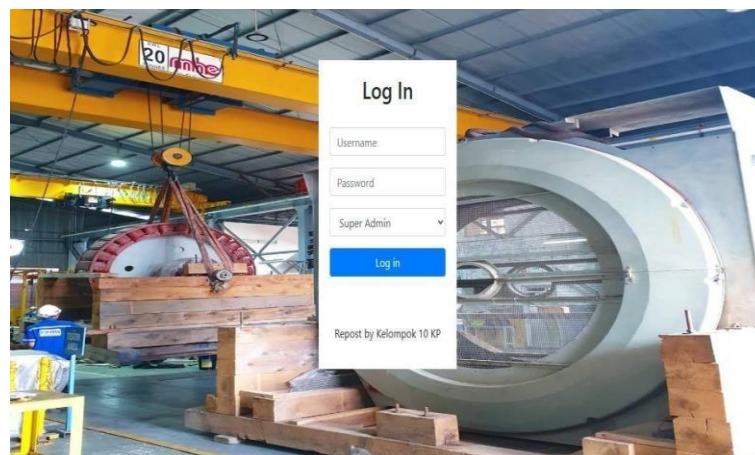 20
mhe
Log In
Username
Password
Super Admin
Log in
Repost by Kelompok 10 KP